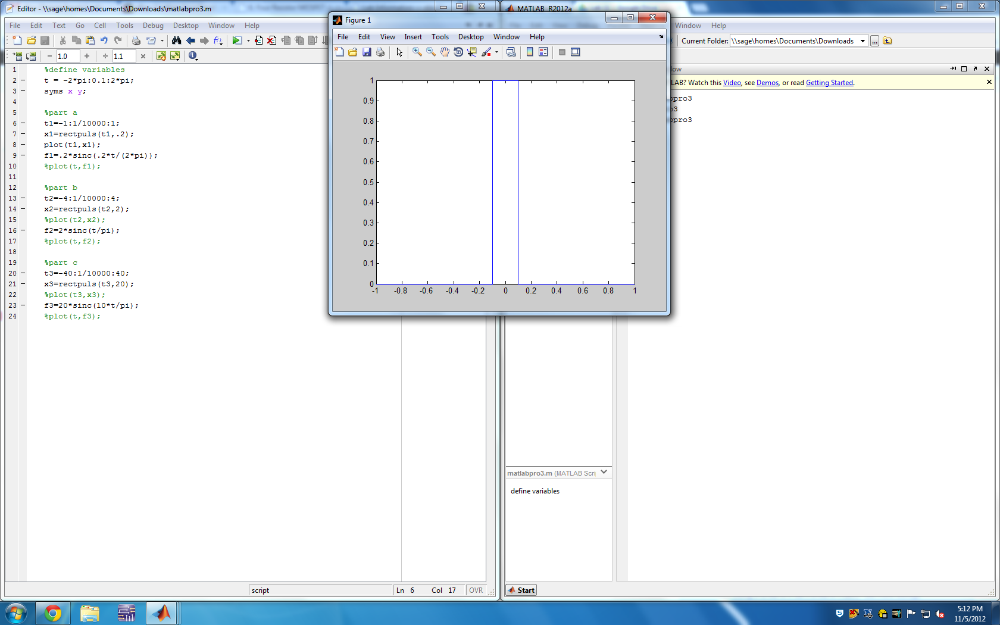 Editor - \\sage\homes\Documents\Downloads\matlabpro3.m
File Edit Text Go Cell Tools Debug Desktop Window Help
1.0
1.1
1 %define variables
2 t = -2*pi:0.1:2*pi;
3 syms x y;
4
5 %part a
6 t1=-1:1/10000:1;
7 x1=rectpuls(t1,.2);
8 plot(t1,x1);
9 f1=.2*sinc(.2*t/(2*pi));
10 %plot(t,f1);
11
12 %part b
13 t2=-4:1/10000:4;
14 x2=rectpuls(t2,2);
15 %plot(t2,x2);
16 f2=2*sinc(t/pi);
17 %plot(t,f2);
18
19 %part c
20 t3=-40:1/10000:40;
21 x3=rectpuls(t3,20);
22 %plot(t3,x3);
23 f3=20*sinc(10*t/pi);
24 %plot(t,f3);
script
Ln 6 Col 17 OVR
Figure 1
File Edit View Insert Tools Desktop Window Help
1
0.9
0.8
0.7
0.6
0.5
0.4
0.3
0.2
0.1
0
-1 -0.8 -0.6 -0.4 -0.2 0 0.2 0.4 0.6 0.8 1
MATLAB R2012a
Window Help
Current Folder: \\sage\homes\Documents\Downloads
ow
LAB? Watch this Video, see Demos, or read Getting Started.
opro3
o3
opro3
matlabpro3.m (MATLAB Scri
define variables
Start
5:12 PM
11/5/2012